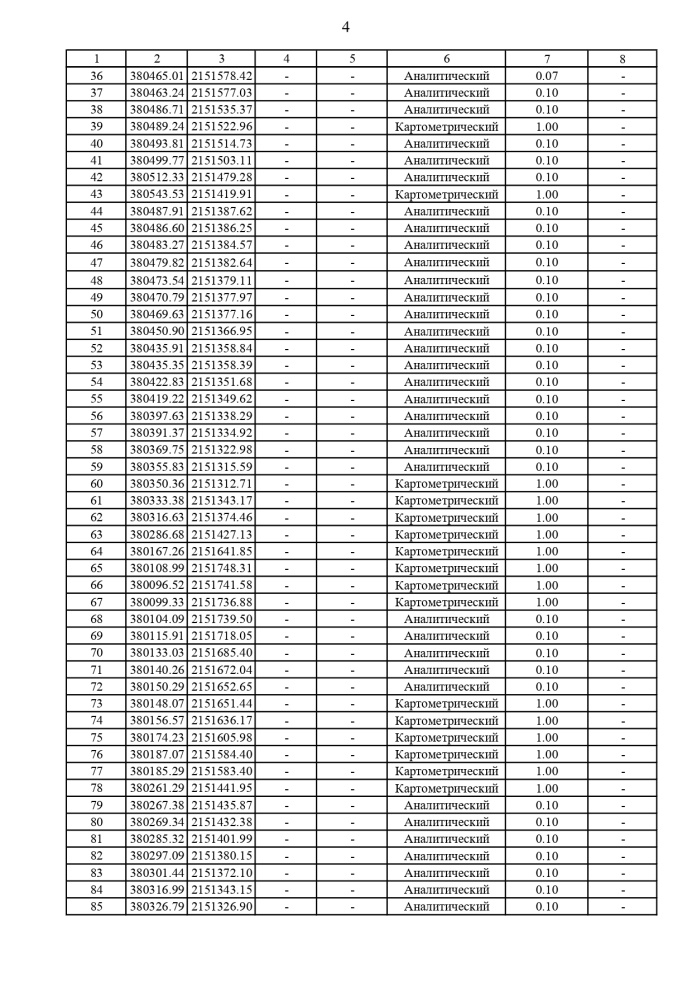 4
1 2 3 4 5 6 7 8
36 380465.01 2151578.42 - - Аналитический 0.07 -
37 380463.24 2151577.03 - - Аналитический 0.10 -
38 380486.71 2151535.37 - - Аналитический 0.10 -
39 380489.24 2151522.96 - - Картометрический 1.00 -
40 380493.81 2151514.73 - - Аналитический 0.10 -
41 380499.77 2151503.11 - - Аналитический 0.10 -
42 380512.33 2151479.28 - - Аналитический 0.10 -
43 380543.53 2151419.91 - - Картометрический 1.00 -
44 380487.91 2151387.62 - - Аналитический 0.10 -
45 380486.60 2151386.25 - - Аналитический 0.10 -
46 380483.27 2151384.57 - - Аналитический 0.10 -
47 380479.82 2151382.64 - - Аналитический 0.10 -
48 380473.54 2151379.11 - - Аналитический 0.10 -
49 380470.79 2151377.97 - - Аналитический 0.10 -
50 380469.63 2151377.16 - - Аналитический 0.10 -
51 380450.90 2151366.95 - - Аналитический 0.10 -
52 380435.91 2151358.84 - - Аналитический 0.10 -
53 380435.35 2151358.39 - - Аналитический 0.10 -
54 380422.83 2151351.68 - - Аналитический 0.10 -
55 380419.22 2151349.62 - - Аналитический 0.10 -
56 380397.63 2151338.29 - - Аналитический 0.10 -
57 380391.37 2151334.92 - - Аналитический 0.10 -
58 380369.75 2151322.98 - - Аналитический 0.10 -
59 380355.83 2151315.59 - - Аналитический 0.10 -
60 380350.36 2151312.71 - - Картометрический 1.00 -
61 380333.38 2151343.17 - - Картометрический 1.00 -
62 380316.63 2151374.46 - - Картометрический 1.00 -
63 380286.68 2151427.13 - - Картометрический 1.00 -
64 380167.26 2151641.85 - - Картометрический 1.00 -
65 380108.99 2151748.31 - - Картометрический 1.00 -
66 380096.52 2151741.58 - - Картометрический 1.00 -
67 380099.33 2151736.88 - - Картометрический 1.00 -
68 380104.09 2151739.50 - - Аналитический 0.10 -
69 380115.91 2151718.05 - - Аналитический 0.10 -
70 380133.03 2151685.40 - - Аналитический 0.10 -
71 380140.26 2151672.04 - - Аналитический 0.10 -
72 380150.29 2151652.65 - - Аналитический 0.10 -
73 380148.07 2151651.44 - - Картометрический 1.00 -
74 380156.57 2151636.17 - - Картометрический 1.00 -
75 380174.23 2151605.98 - - Картометрический 1.00 -
76 380187.07 2151584.40 - - Картометрический 1.00 -
77 380185.29 2151583.40 - - Картометрический 1.00 -
78 380261.29 2151441.95 - - Картометрический 1.00 -
79 380267.38 2151435.87 - - Аналитический 0.10 -
80 380269.34 2151432.38 - - Аналитический 0.10 -
81 380285.32 2151401.99 - - Аналитический 0.10 -
82 380297.09 2151380.15 - - Аналитический 0.10 -
83 380301.44 2151372.10 - - Аналитический 0.10 -
84 380316.99 2151343.15 - - Аналитический 0.10 -
85 380326.79 2151326.90 - - Аналитический 0.10 -